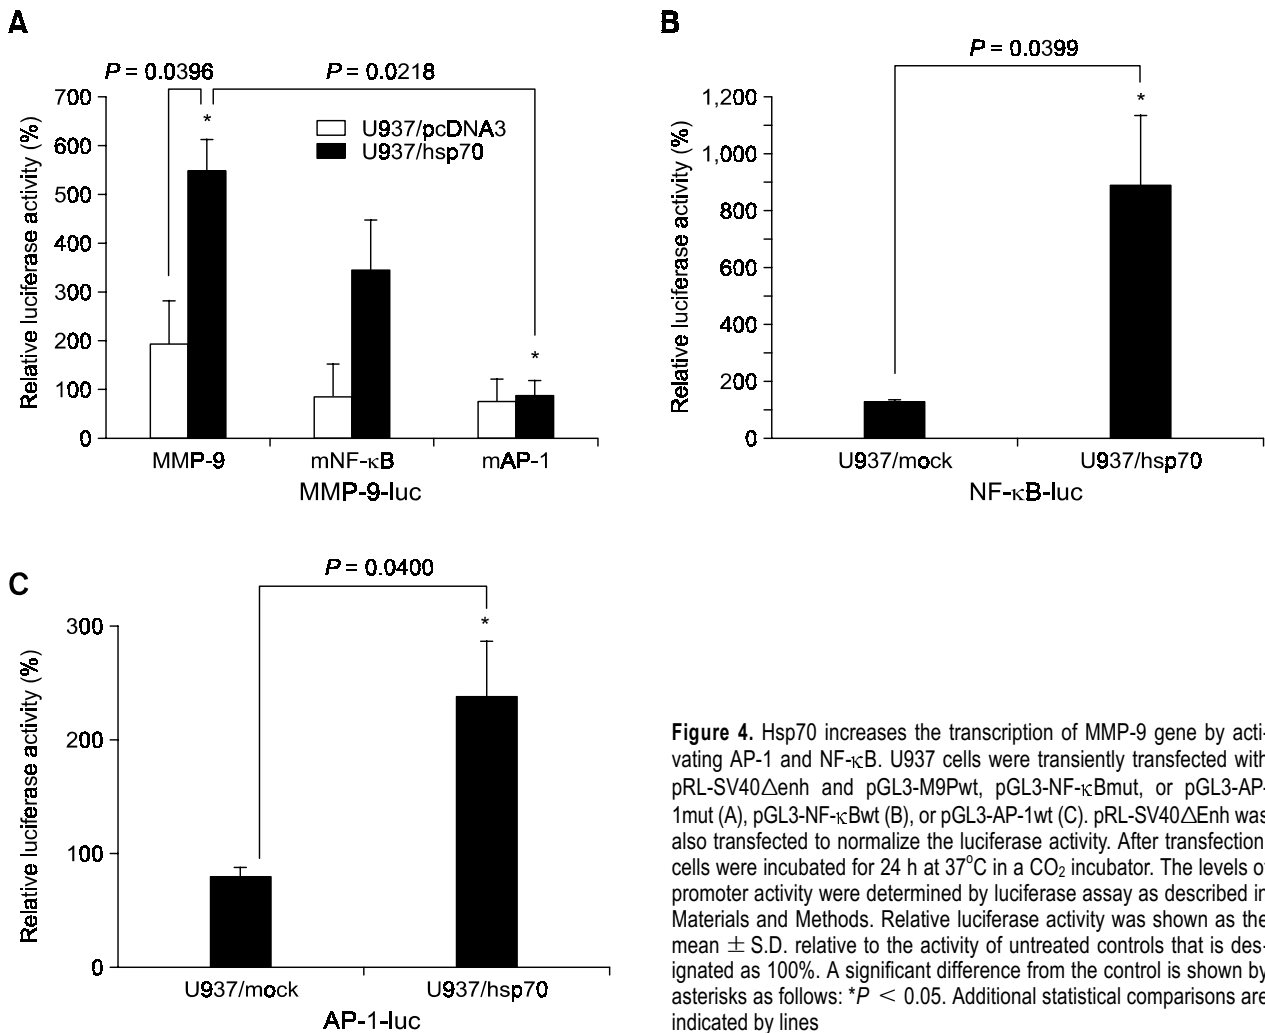 A
P = 0.0396
P = 0.0218
700
600
500
400
300
200
100
0
Relative luciferase activity (%)
*
*
U937/pcDNA3
U937/hsp70
MMP-9
mNF-κB
mAP-1
MMP-9-luc
B
P = 0.0399
1,200
1,000
800
600
400
200
0
Relative luciferase activity (%)
*
U937/mock
U937/hsp70
NF-κB-luc
C
P = 0.0400
300
200
100
0
Relative luciferase activity (%)
*
U937/mock
U937/hsp70
AP-1-luc
Figure 4. Hsp70 increases the transcription of MMP-9 gene by acti-
vating AP-1 and NF-κB. U937 cells were transiently transfected with
pRL-SV40△enh and pGL3-M9Pwt, pGL3-NF-κBmut, or pGL3-AP-
1mut (A), pGL3-NF-κBwt (B), or pGL3-AP-1wt (C). pRL-SV40△Enh was
also transfected to normalize the luciferase activity. After transfection
cells were incubated for 24 h at 37°C in a CO₂ incubator. The levels of
promoter activity were determined by luciferase assay as described in
Materials and Methods. Relative luciferase activity was shown as the
mean ± S.D. relative to the activity of untreated controls that is des-
ignated as 100%. A significant difference from the control is shown by
asterisks as follows: *P < 0.05. Additional statistical comparisons are
indicated by lines